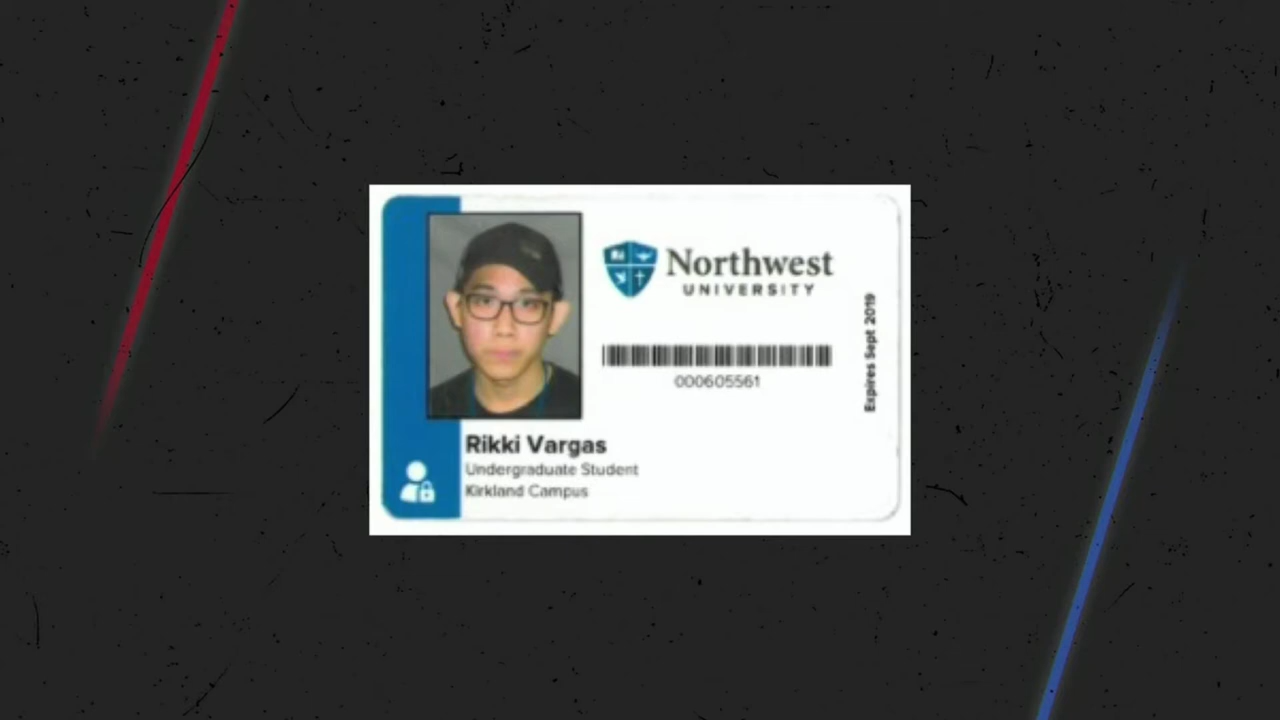 Northwest
UNIVERSITY
000605561
Expires Sept 2019
Rikki Vargas
Undergraduate Student
Kirkland Campus